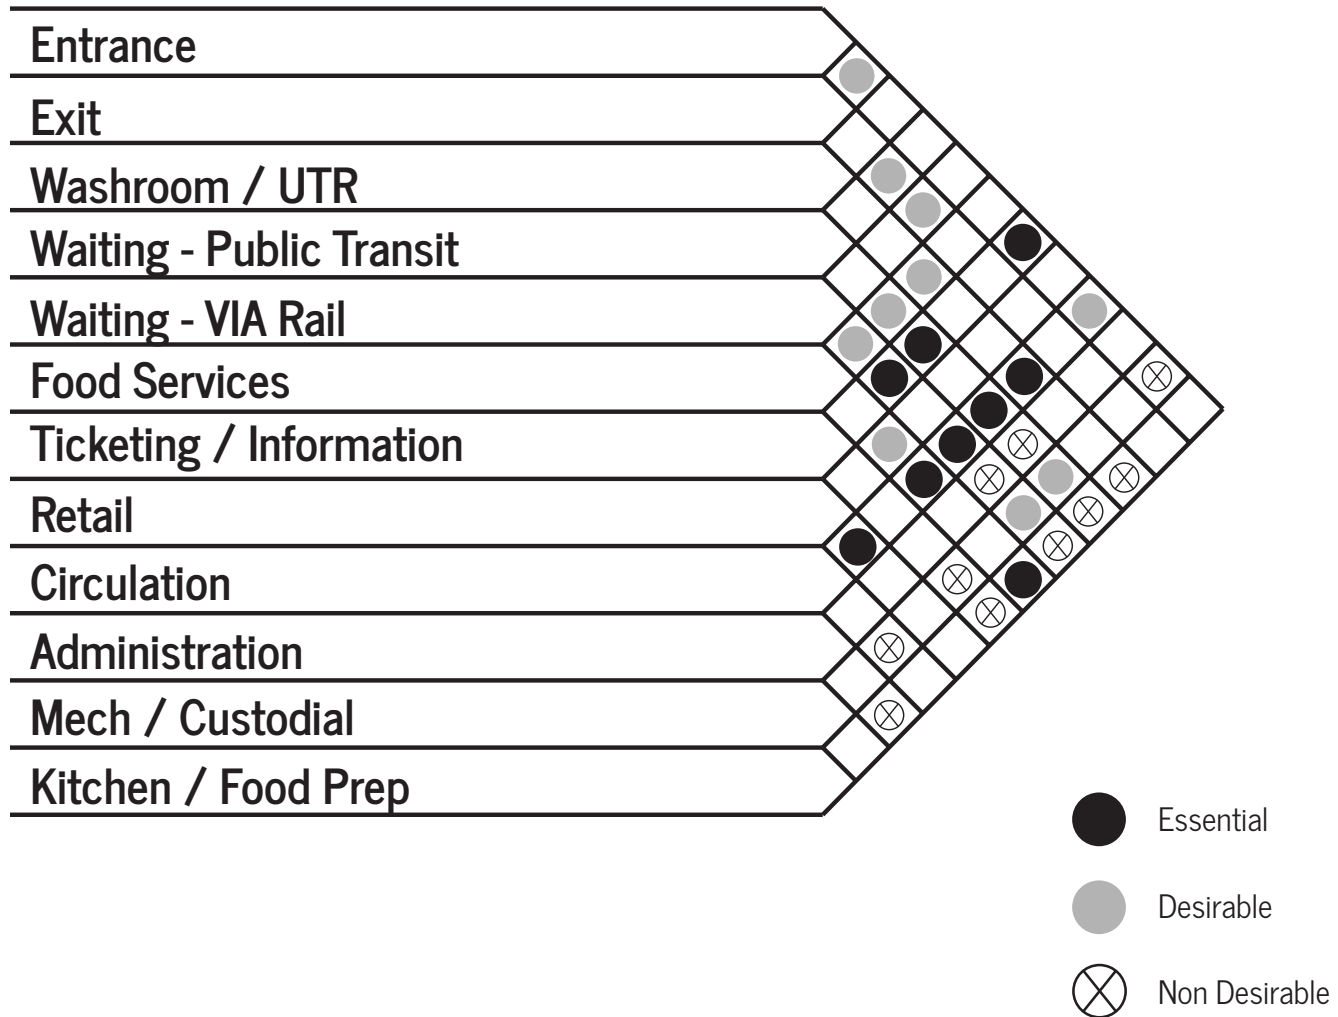 Entrance
Exit
Washroom / UTR
Waiting - Public Transit
Waiting - VIA Rail
Food Services
Ticketing / Information
Retail
Circulation
Administration
Mech / Custodial
Kitchen / Food Prep
Essential
Desirable
Non Desirable